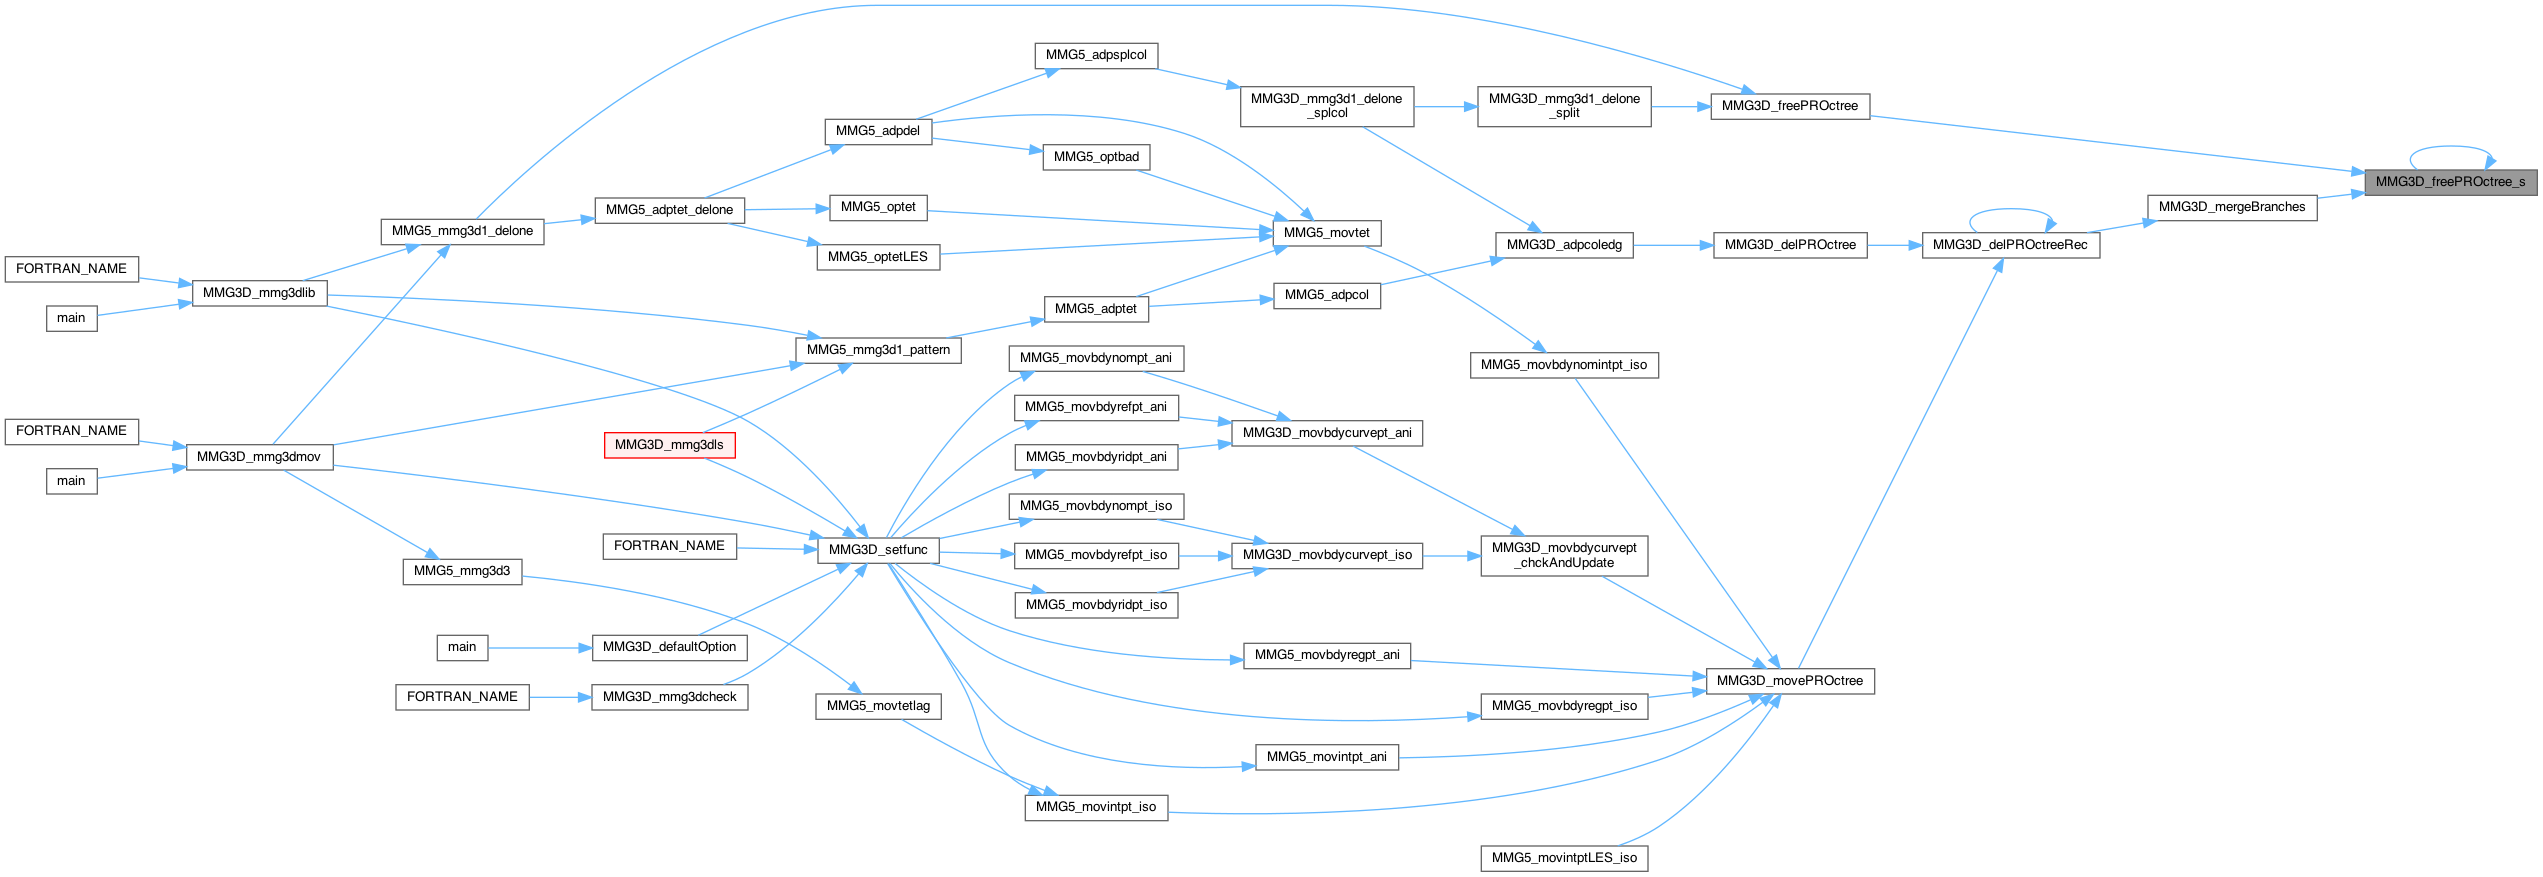 MMG5_adpsplcol
MMG3D_mmg3d1_delone
_splcol
MMG3D_mmg3d1_delone
_split
MMG3D_freePROctree
MMG5_adpdel
MMG5_optbad
MMG3D_freePROctree_s
MMG5_adptet_delone
MMG5_optet
MMG3D_mergeBranches
MMG5_mmg3d1_delone
MMG5_optetLES
MMG5_movtet
MMG3D_adpcoledg
MMG3D_delPROctree
MMG3D_delPROctreeRec
FORTRAN_NAME
MMG3D_mmg3dlib
main
MMG5_adptet
MMG5_adpcol
MMG5_mmg3d1_pattern
MMG5_movbdynompt_ani
MMG5_movbdynomintpt_iso
MMG5_movbdyrefpt_ani
FORTRAN_NAME
MMG3D_mmg3dls
MMG3D_movbdycurvept_ani
MMG3D_mmg3dmov
MMG5_movbdyridpt_ani
main
MMG5_movbdynompt_iso
FORTRAN_NAME
MMG3D_setfunc
MMG5_movbdyrefpt_iso
MMG3D_movbdycurvept_iso
MMG3D_movbdycurvept
_chckAndUpdate
MMG5_mmg3d3
MMG5_movbdyridpt_iso
main
MMG3D_defaultOption
MMG5_movbdyregpt_ani
MMG3D_movePROctree
FORTRAN_NAME
MMG3D_mmg3dcheck
MMG5_movtetlag
MMG5_movbdyregpt_iso
MMG5_movintpt_ani
MMG5_movintpt_iso
MMG5_movintptLES_iso